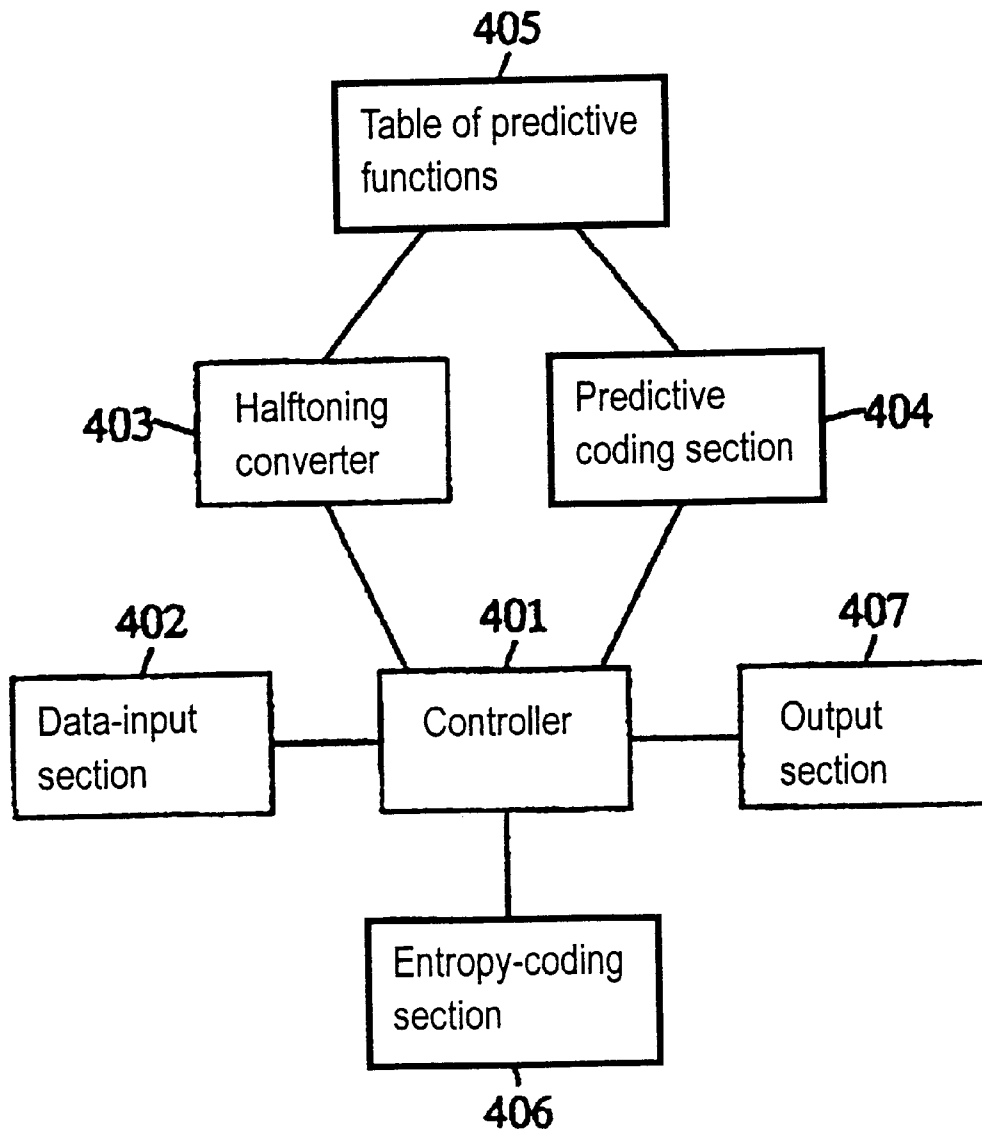 405
Table of predictive
functions
403
Halftoning
converter
Predictive
coding section
404
402
Data-input
section
401
Controller
407
Output
section
Entropy-coding
section
406